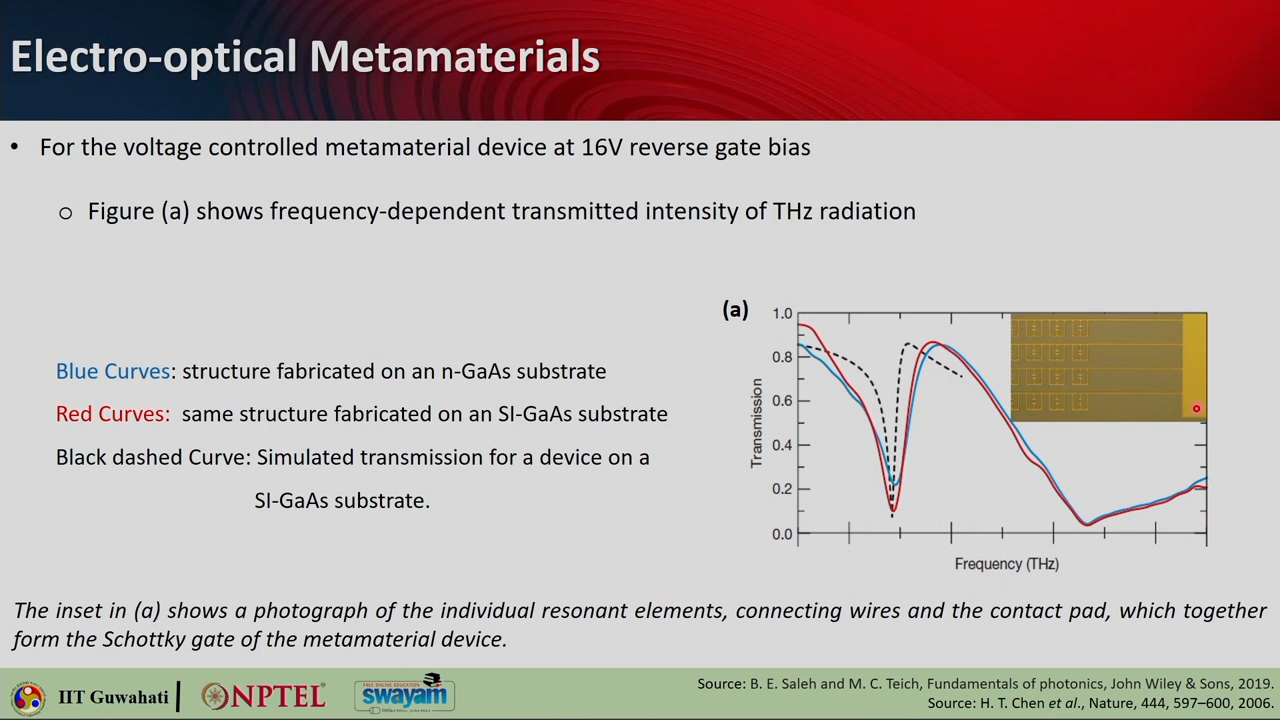 Electro-optical Metamaterials
• For the voltage controlled metamaterial device at 16V reverse gate bias
o Figure (a) shows frequency-dependent transmitted intensity of THz radiation
Blue Curves: structure fabricated on an n-GaAs substrate
Red Curves: same structure fabricated on an SI-GaAs substrate
Black dashed Curve: Simulated transmission for a device on a
SI-GaAs substrate.
(a)
1.0
0.8
0.6
0.4
0.2
0.0
Transmission
Frequency (THz)
The inset in (a) shows a photograph of the individual resonant elements, connecting wires and the contact pad, which together
form the Schottky gate of the metamaterial device.
IIT Guwahati
NPTEL
FREE ONLINE EDUCATION
swayam
Source: B. E. Saleh and M. C. Teich, Fundamentals of photonics, John Wiley & Sons, 2019.
Source: H. T. Chen et al., Nature, 444, 597–600, 2006.